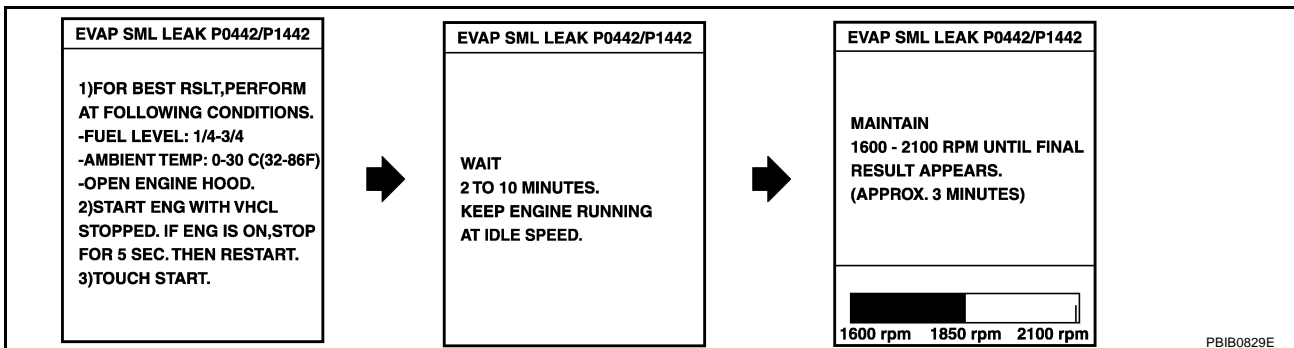 EVAP SML LEAK P0442/P1442
1)FOR BEST RSLT,PERFORM
AT FOLLOWING CONDITIONS.
-FUEL LEVEL: 1/4-3/4
-AMBIENT TEMP: 0-30 C(32-86F)
-OPEN ENGINE HOOD.
2)START ENG WITH VHCL
STOPPED. IF ENG IS ON,STOP
FOR 5 SEC. THEN RESTART.
3)TOUCH START.
EVAP SML LEAK P0442/P1442
WAIT
2 TO 10 MINUTES.
KEEP ENGINE RUNNING
AT IDLE SPEED.
EVAP SML LEAK P0442/P1442
MAINTAIN
1600 - 2100 RPM UNTIL FINAL
RESULT APPEARS.
(APPROX. 3 MINUTES)
1600 rpm 1850 rpm 2100 rpm
PBIB0829E